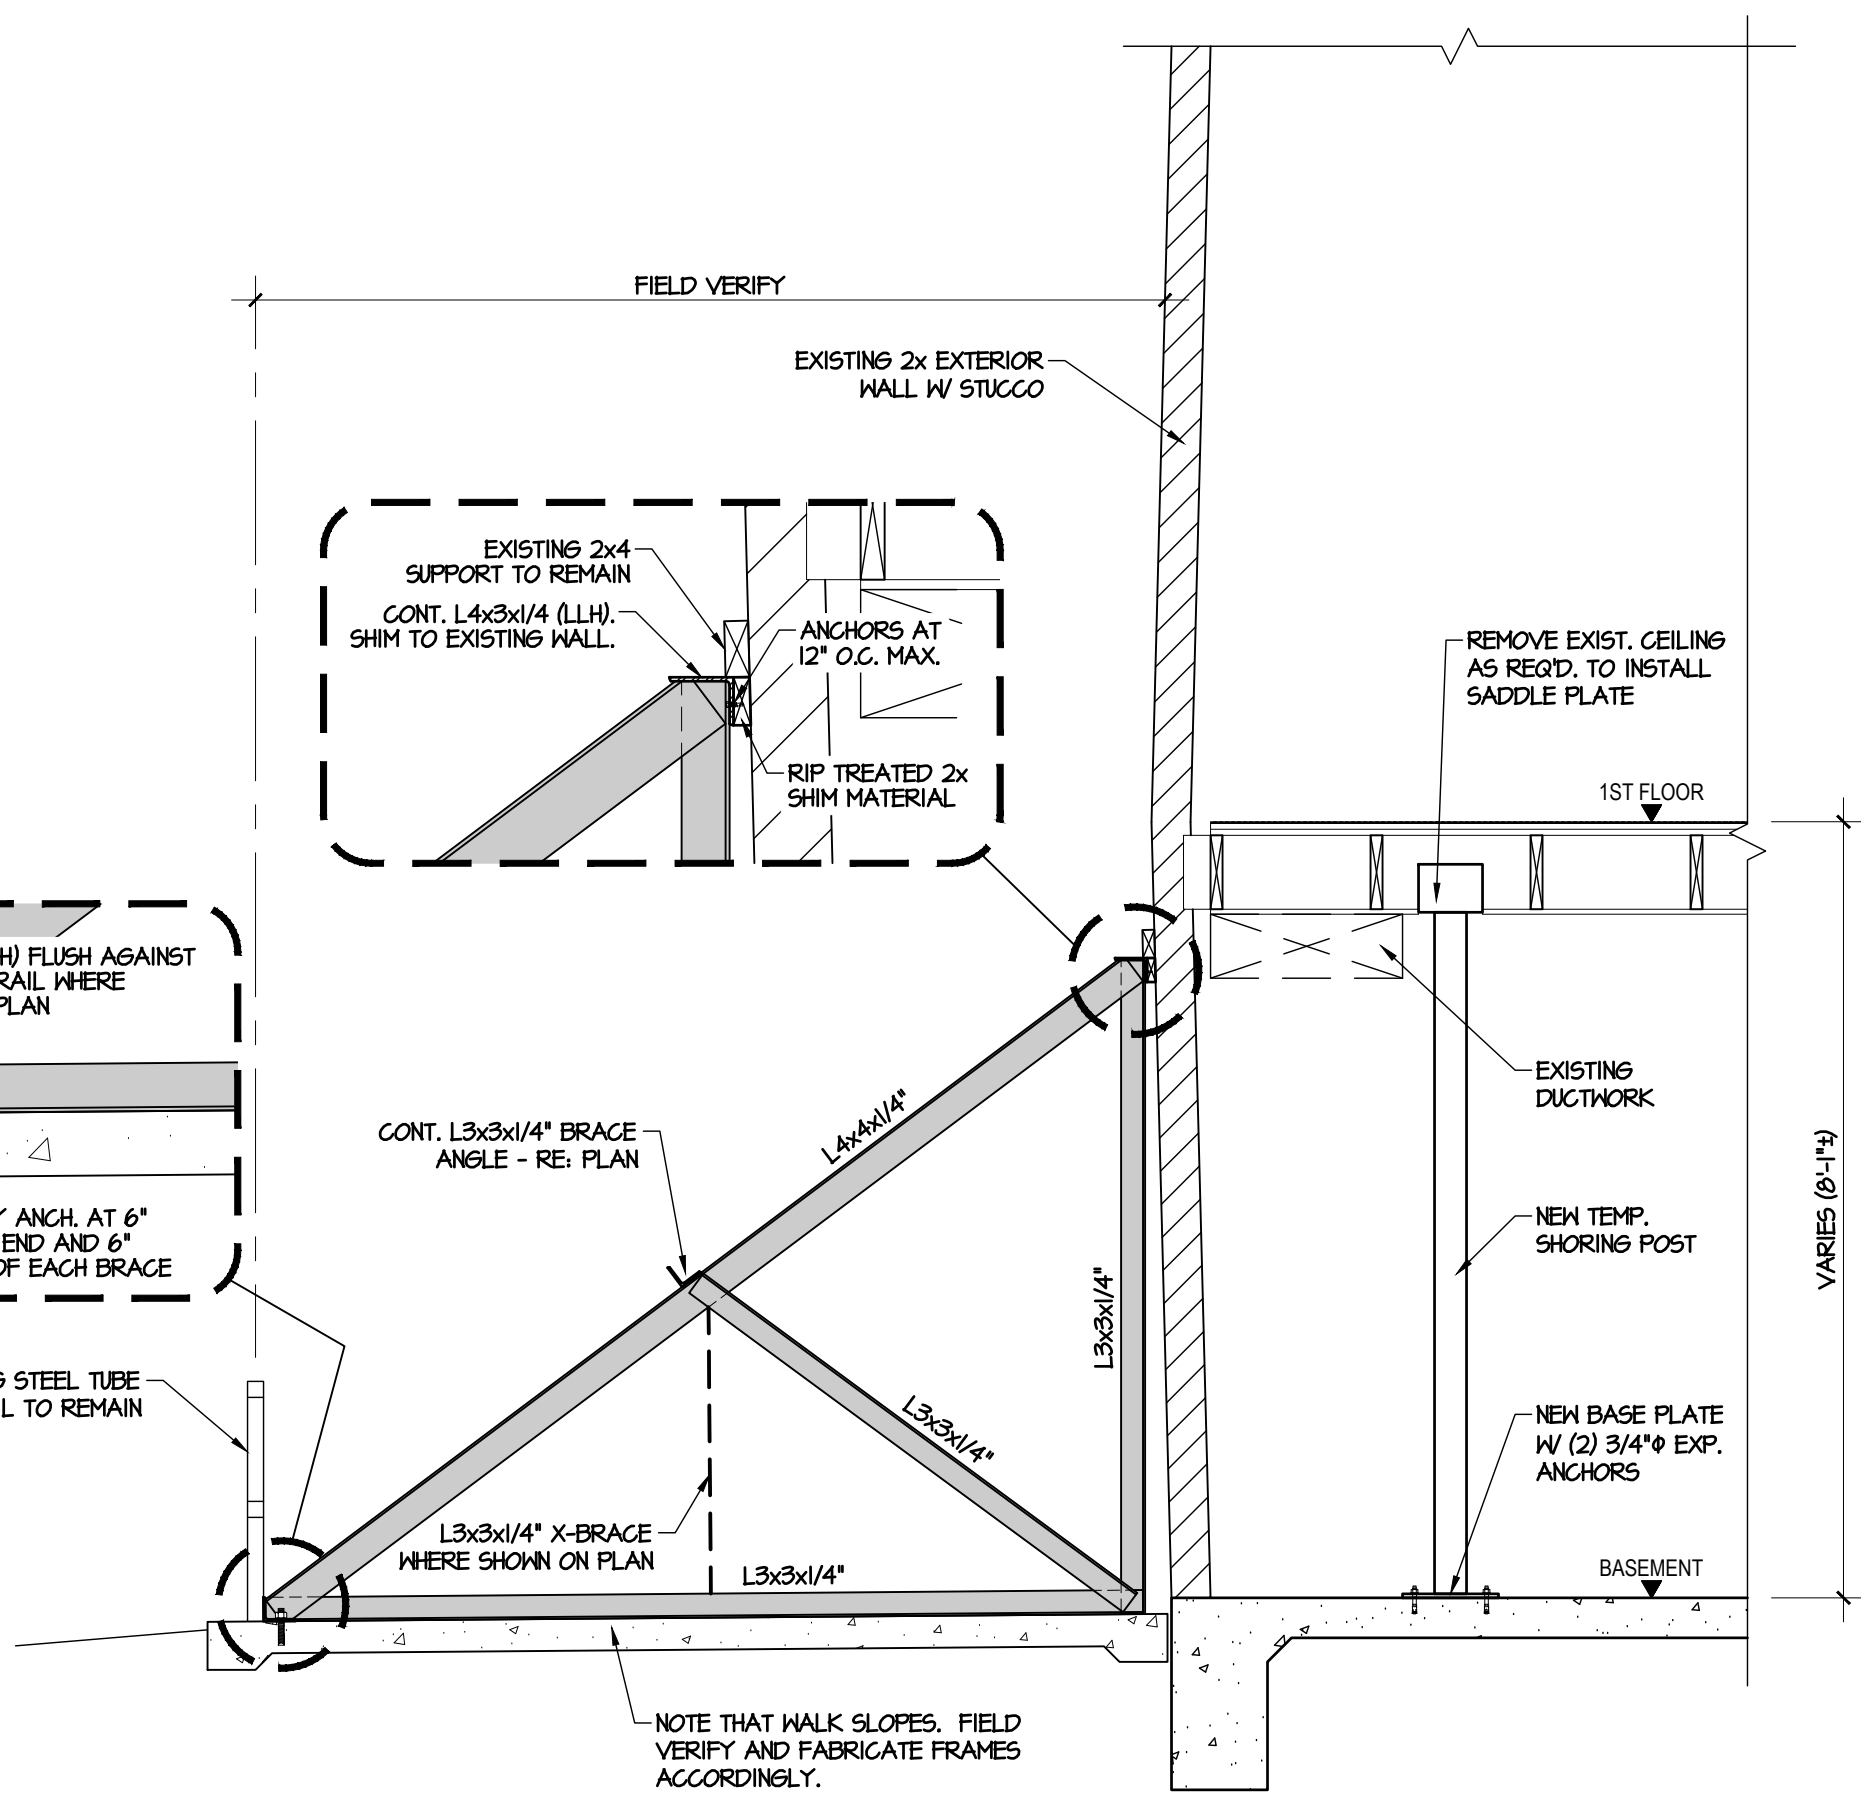 FIELD VERIFY
EXISTING 2x EXTERIOR
WALL W/ STUCCO
EXISTING 2x4
SUPPORT TO REMAIN
CONT. L4x3x1/4 (LLH).
SHIM TO EXISTING WALL.
ANCHORS AT
12" O.C. MAX.
RIP TREATED 2x
SHIM MATERIAL
REMOVE EXIST. CEILING
AS REQ'D. TO INSTALL
SADDLE PLATE
1ST FLOOR
H) FLUSH AGAINST
RAIL WHERE
PLAN
EXISTING
DUCTWORK
CONT. L3x3x1/4" BRACE
ANGLE - RE: PLAN
L4x4x1/4"
VARIES (8'-1"±)
Y ANCH. AT 6"
END AND 6"
OF EACH BRACE
NEW TEMP.
SHORING POST
L3x3x1/4"
G STEEL TUBE
L TO REMAIN
L3x3x1/4"
NEW BASE PLATE
W/ (2) 3/4"Φ EXP.
ANCHORS
L3x3x1/4" X-BRACE
WHERE SHOWN ON PLAN
L3x3x1/4"
BASEMENT
NOTE THAT WALK SLOPES. FIELD
VERIFY AND FABRICATE FRAMES
ACCORDINGLY.